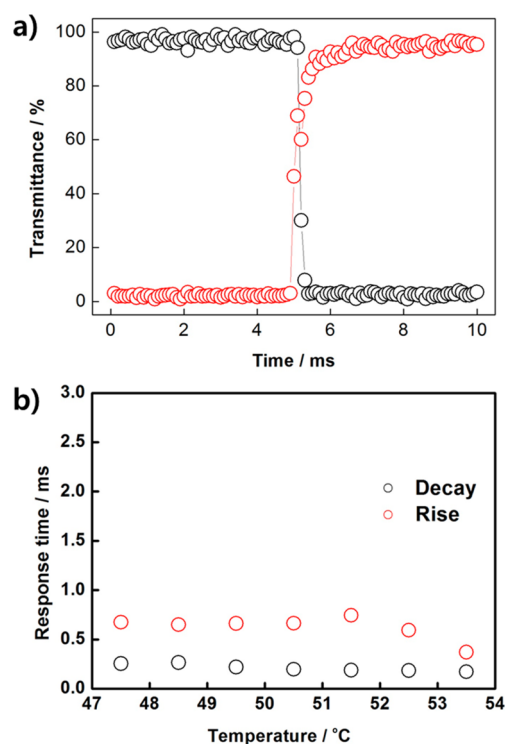 a)
100
80
60
40
20
0
Transmittance / %
0 2 4 6 8 10
Time / ms
b)
3.0
2.5
2.0
1.5
1.0
0.5
0.0
Response time / ms
Decay
Rise
47 48 49 50 51 52 53 54
Temperature / °C